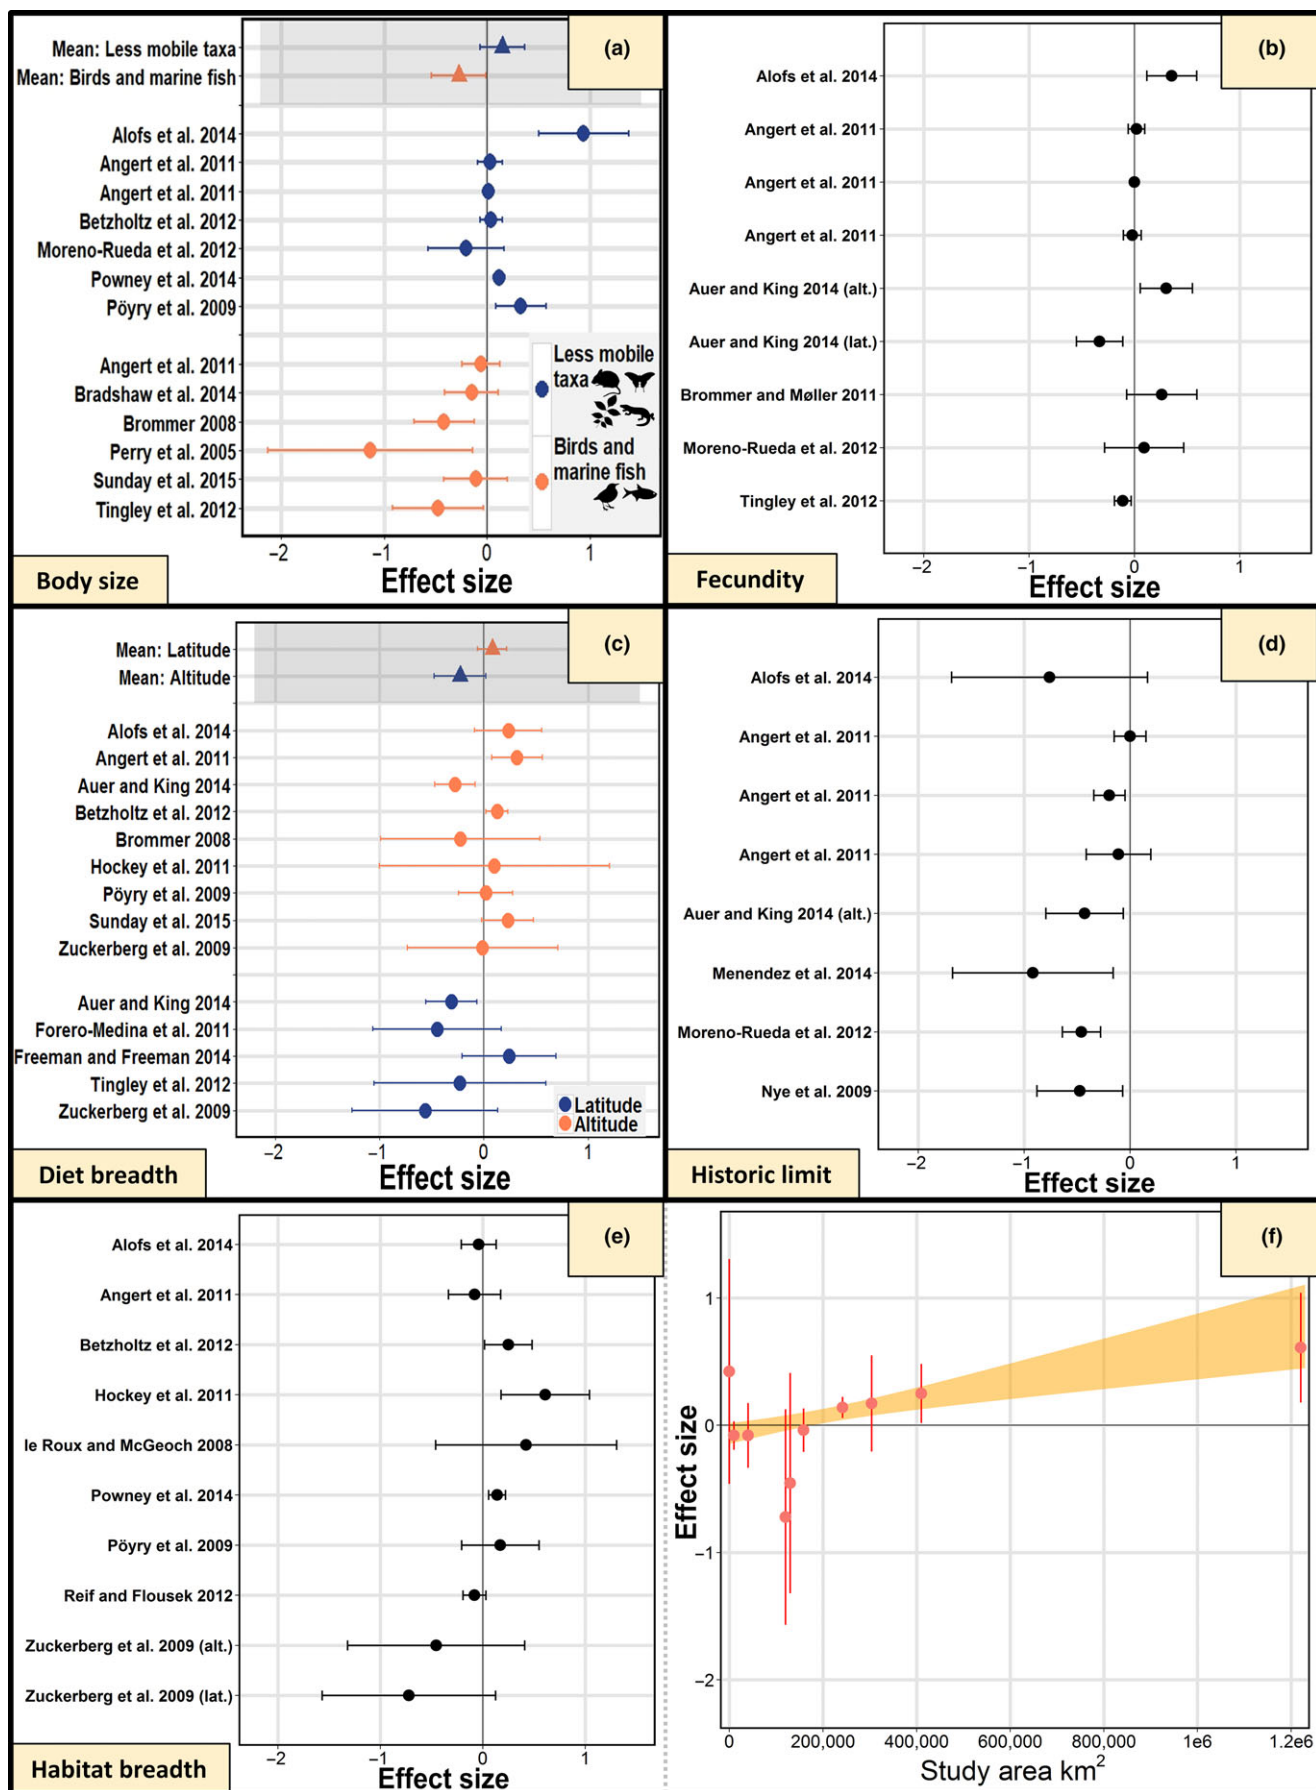 (a)
Mean: Less mobile taxa
Mean: Birds and marine fish
Alofs et al. 2014
Angert et al. 2011
Angert et al. 2011
Betzholtz et al. 2012
Moreno-Rueda et al. 2012
Powney et al. 2014
Pöyry et al. 2009
Angert et al. 2011
Bradshaw et al. 2014
Brommer 2008
Perry et al. 2005
Sunday et al. 2015
Tingley et al. 2012
Less mobile
taxa
Birds and
marine fish
−2 −1 0 1
Effect size
Body size
(b)
Alofs et al. 2014
Angert et al. 2011
Angert et al. 2011
Angert et al. 2011
Auer and King 2014 (alt.)
Auer and King 2014 (lat.)
Brommer and Møller 2011
Moreno-Rueda et al. 2012
Tingley et al. 2012
−2 −1 0 1
Effect size
Fecundity
(c)
Mean: Latitude
Mean: Altitude
Alofs et al. 2014
Angert et al. 2011
Auer and King 2014
Betzholtz et al. 2012
Brommer 2008
Hockey et al. 2011
Pöyry et al. 2009
Sunday et al. 2015
Zuckerberg et al. 2009
Auer and King 2014
Forero-Medina et al. 2011
Freeman and Freeman 2014
Tingley et al. 2012
Zuckerberg et al. 2009
Latitude
Altitude
−2 −1 0 1
Effect size
Diet breadth
(d)
Alofs et al. 2014
Angert et al. 2011
Angert et al. 2011
Angert et al. 2011
Auer and King 2014 (alt.)
Menendez et al. 2014
Moreno-Rueda et al. 2012
Nye et al. 2009
−2 −1 0 1
Effect size
Historic limit
(e)
Alofs et al. 2014
Angert et al. 2011
Betzholtz et al. 2012
Hockey et al. 2011
le Roux and McGeoch 2008
Powney et al. 2014
Pöyry et al. 2009
Reif and Flousek 2012
Zuckerberg et al. 2009 (alt.)
Zuckerberg et al. 2009 (lat.)
−2 −1 0 1
Effect size
Habitat breadth
(f)
Effect size
1
0
−1
−2
0 200,000 400,000 600,000 800,000 1e6 1.2e6
Study area km²